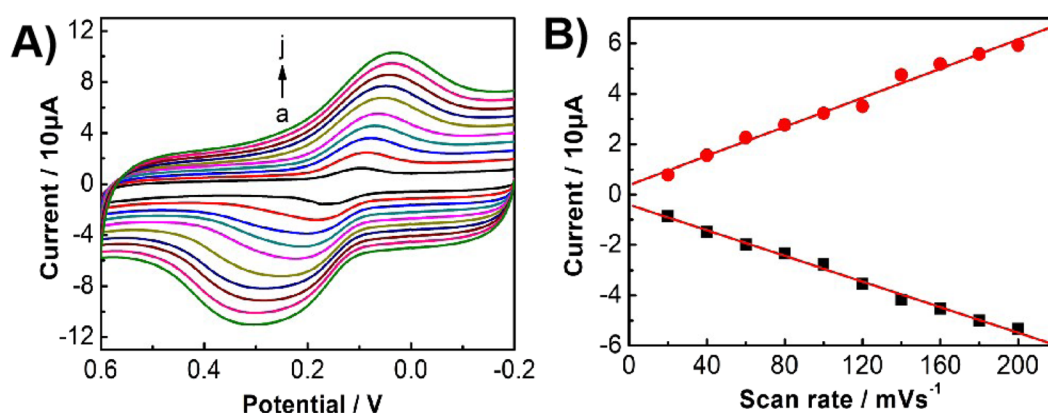 A)
12
8
4
0
-4
-8
-12
Current / 10μA
j
a
0.6 0.4 0.2 0.0 -0.2
Potential / V
B)
6
4
2
0
-2
-4
-6
Current / 10μA
0 40 80 120 160 200
Scan rate / mVs⁻¹